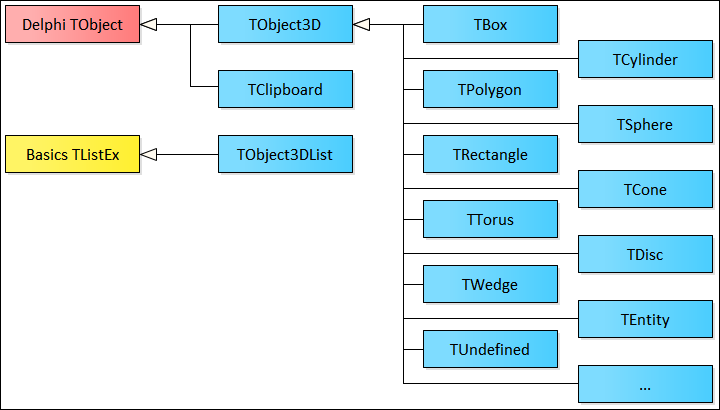 Delphi TObject
TObject3D
TBox
TCylinder
TClipboard
TPolygon
TSphere
Basics TListEx
TObject3DList
TRectangle
TCone
TTorus
TDisc
TWedge
TEntity
TUndefined
...